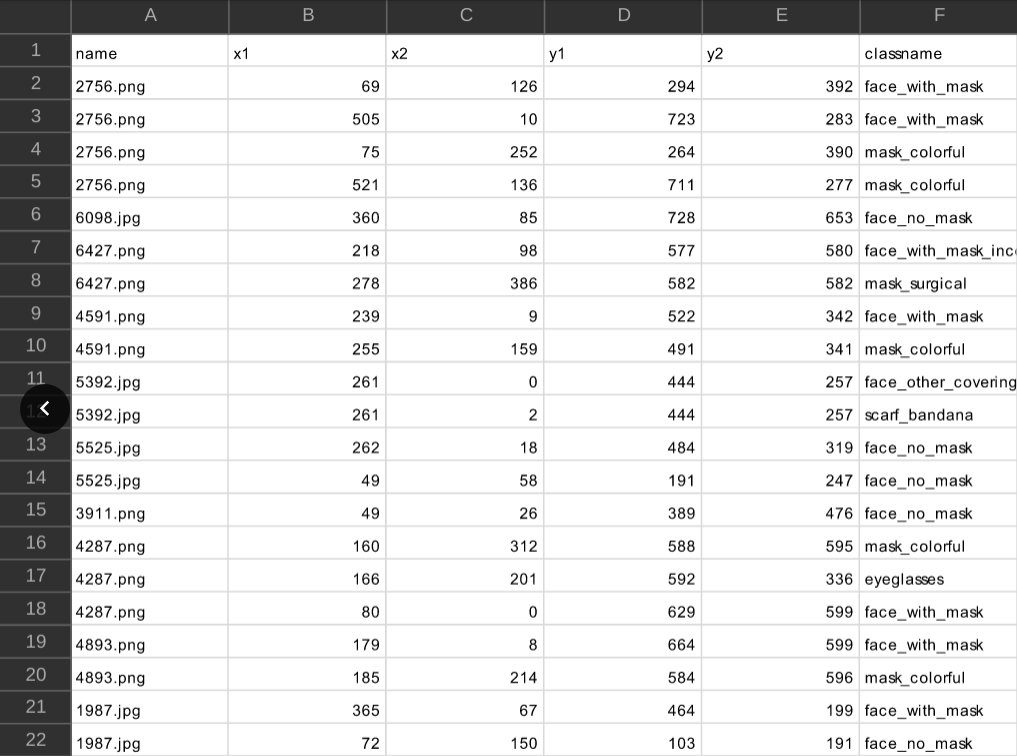 A B C D E F
1 name x1 x2 y1 y2 classname
2 2756.png 69 126 294 392 face_with_mask
3 2756.png 505 10 723 283 face_with_mask
4 2756.png 75 252 264 390 mask_colorful
5 2756.png 521 136 711 277 mask_colorful
6 6098.jpg 360 85 728 653 face_no_mask
7 6427.png 218 98 577 580 face_with_mask_inc
8 6427.png 278 386 582 582 mask_surgical
9 4591.png 239 9 522 342 face_with_mask
10 4591.png 255 159 491 341 mask_colorful
11 5392.jpg 261 0 444 257 face_other_covering
12 5392.jpg 261 2 444 257 scarf_bandana
13 5525.jpg 262 18 484 319 face_no_mask
14 5525.jpg 49 58 191 247 face_no_mask
15 3911.png 49 26 389 476 face_no_mask
16 4287.png 160 312 588 595 mask_colorful
17 4287.png 166 201 592 336 eyeglasses
18 4287.png 80 0 629 599 face_with_mask
19 4893.png 179 8 664 599 face_with_mask
20 4893.png 185 214 584 596 mask_colorful
21 1987.jpg 365 67 464 199 face_with_mask
22 1987.jpg 72 150 103 191 face_no_mask